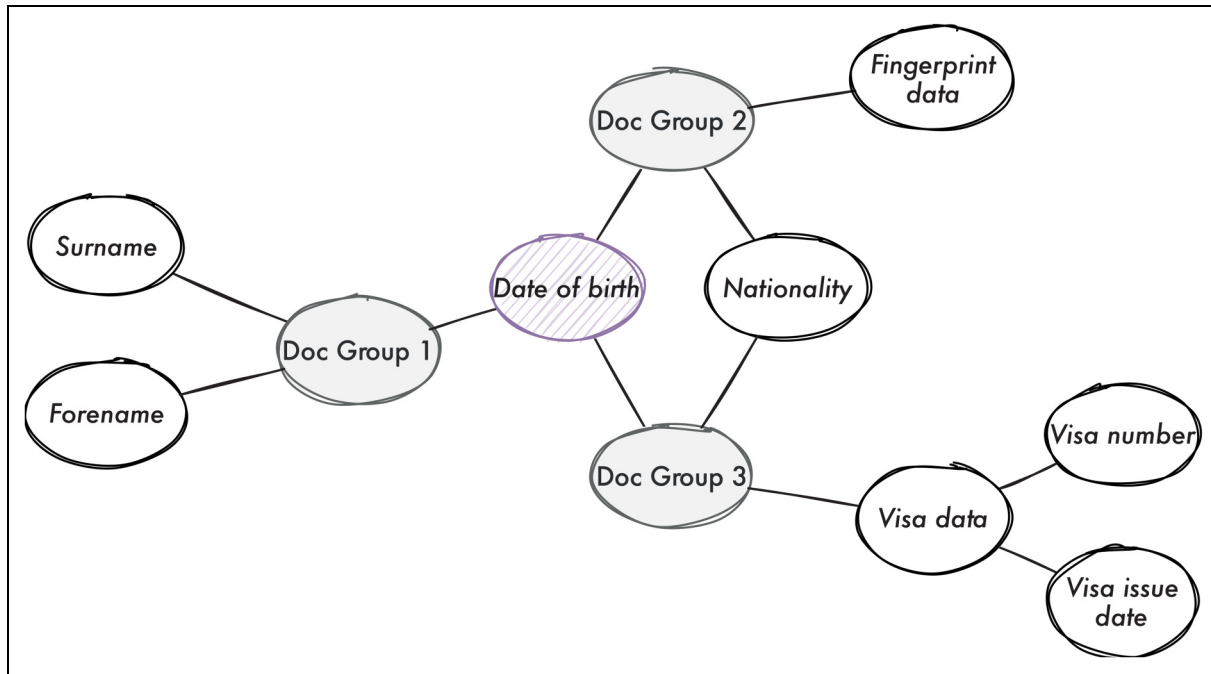 Fingerprint
data
Doc Group 2
Surname
Date of birth
Nationality
Doc Group 1
Forename
Visa number
Doc Group 3
Visa data
Visa issue
date